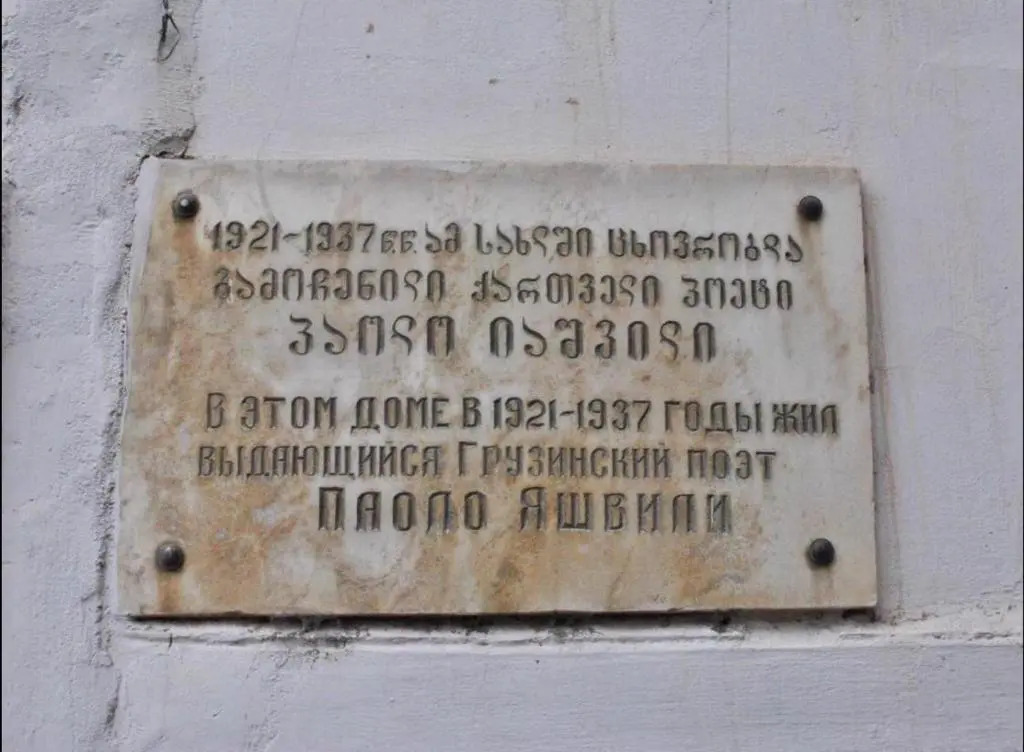 1921-1937 წ.წ. ამ სახლში ცხოვრობდა
გამოჩენილი ქართველი პოეტი
პაოლო იაშვილი
В ЭТОМ ДОМЕ В 1921-1937 ГОДЫ ЖИЛ
ВЫДАЮЩИЙСЯ ГРУЗИНСКИЙ ПОЭТ
ПАОЛО ЯШВИЛИ